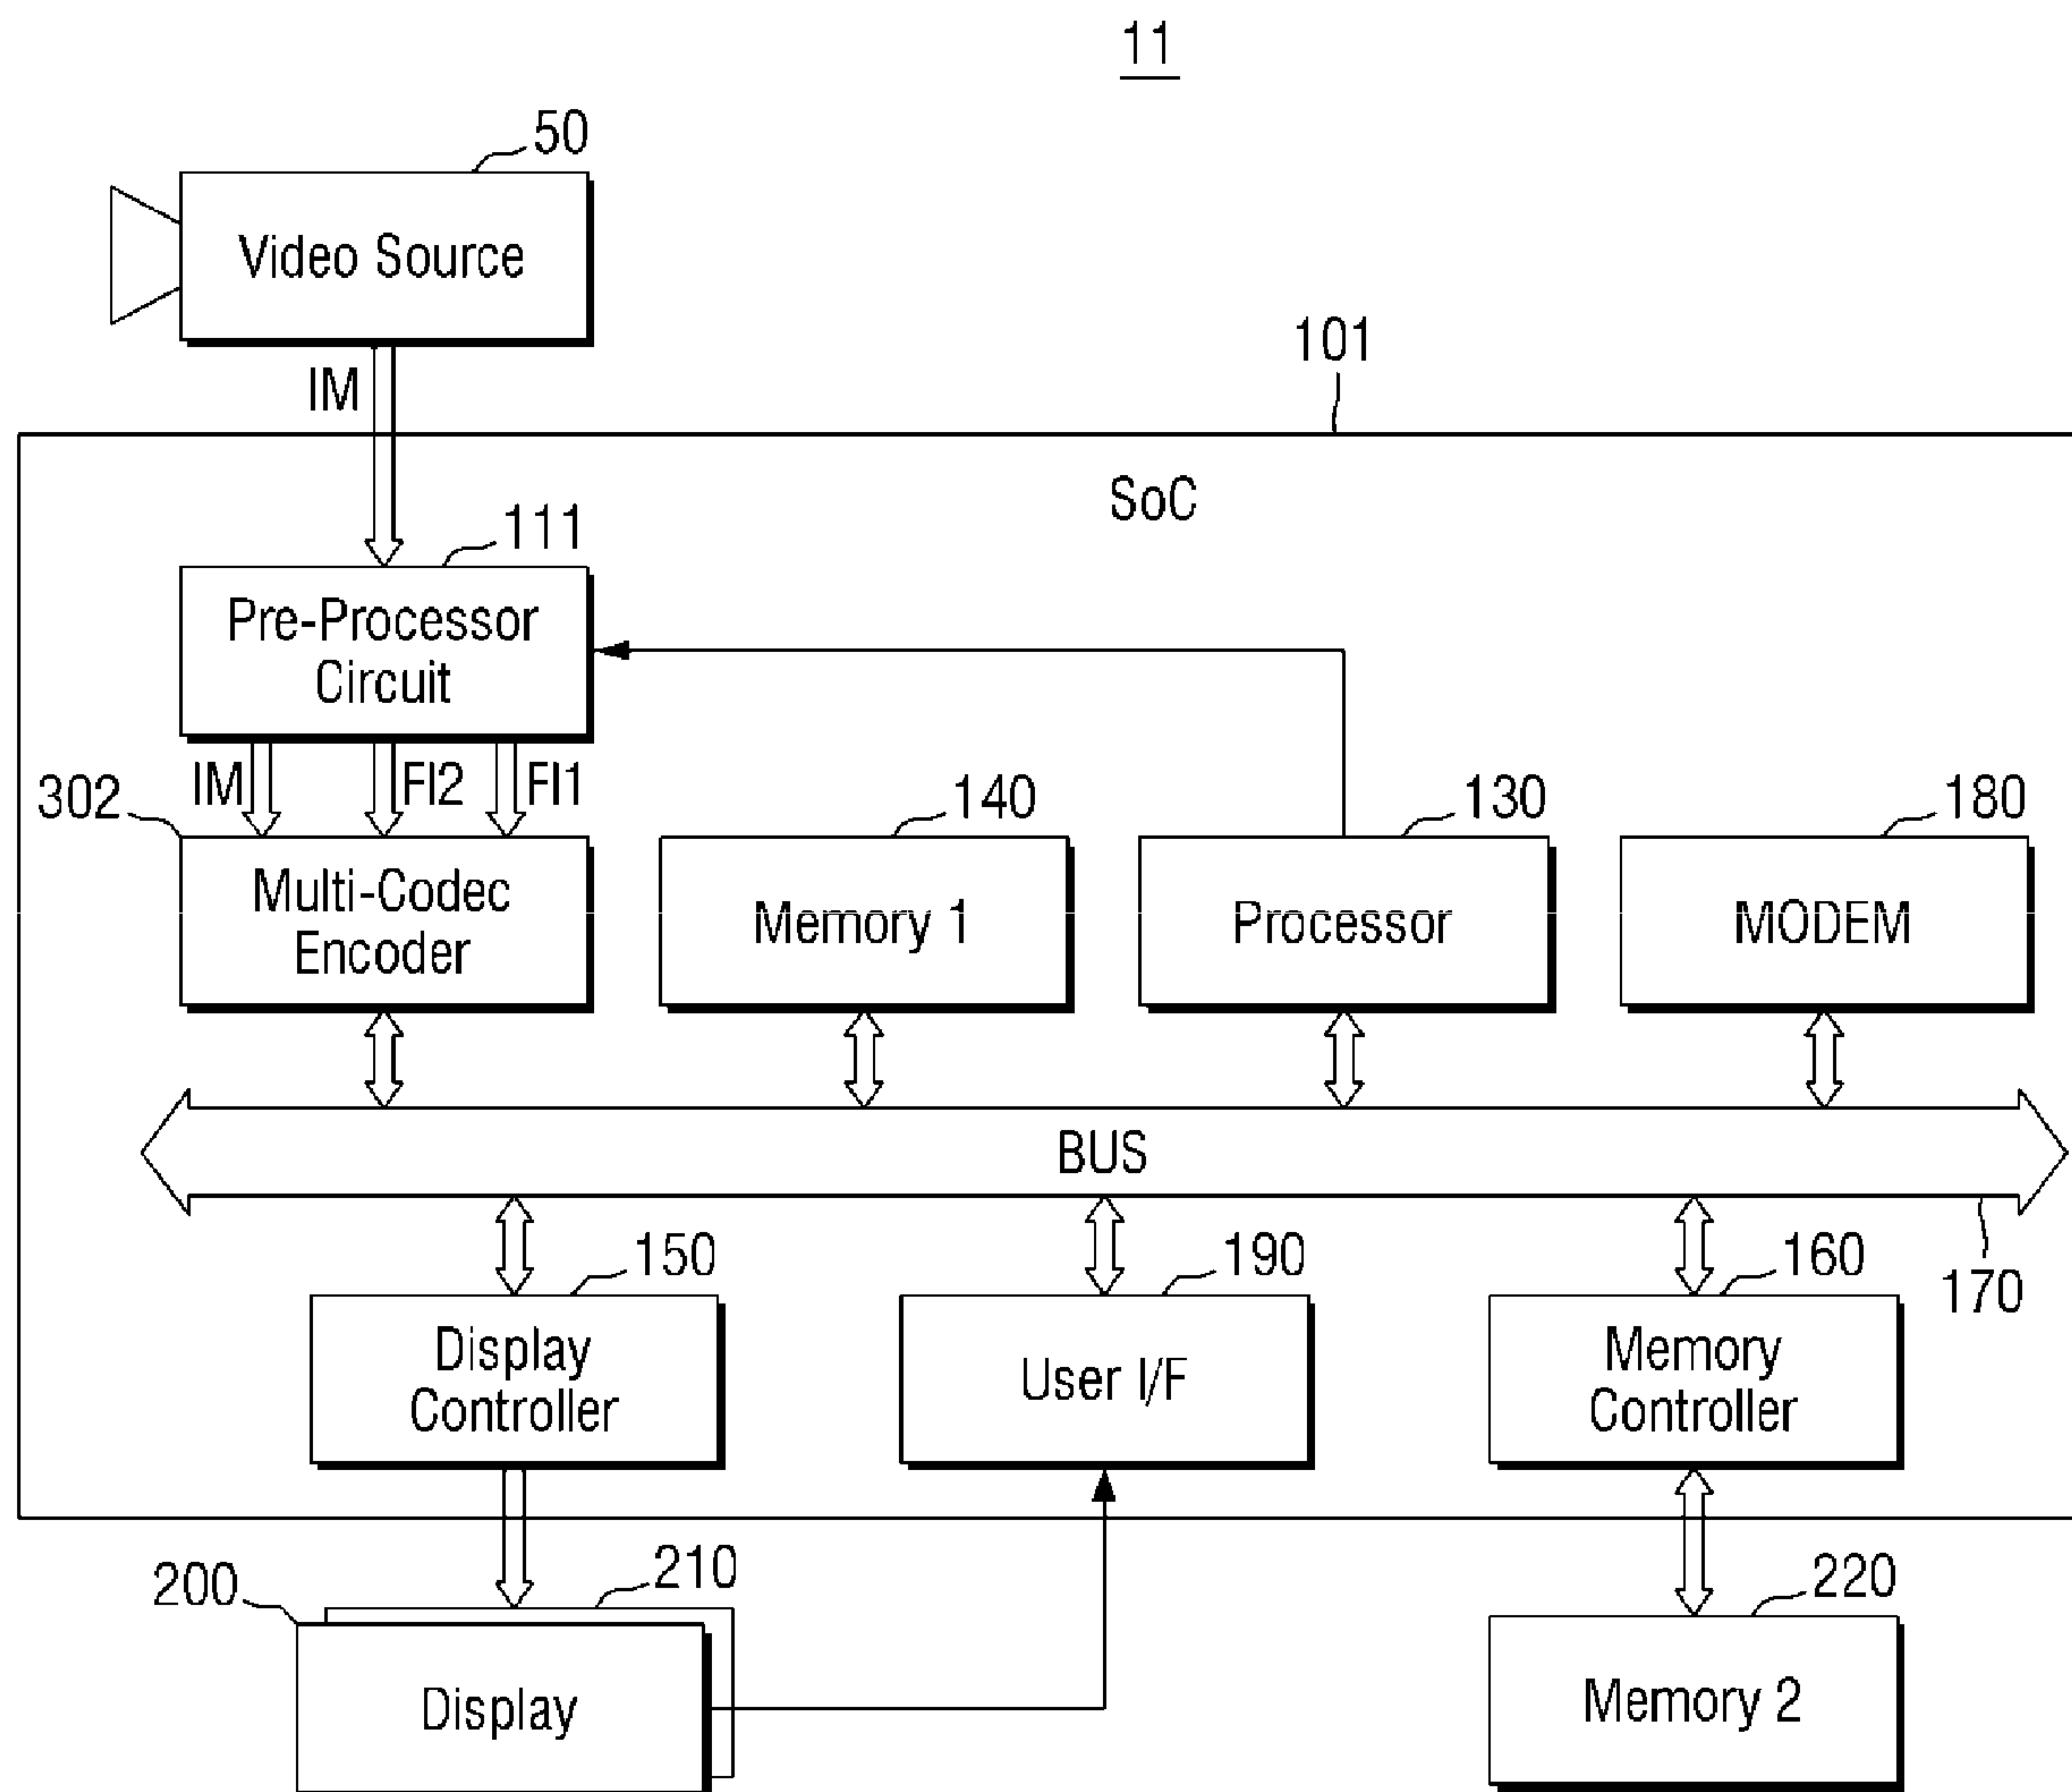 11
50
Video Source
IM
101
SoC
111
Pre-Processor
Circuit
IM
FI2
FI1
302
140
130
180
Multi-Codec
Encoder
Memory 1
Processor
MODEM
BUS
150
190
160
170
Display
Controller
User I/F
Memory
Controller
200
210
220
Display
Memory 2